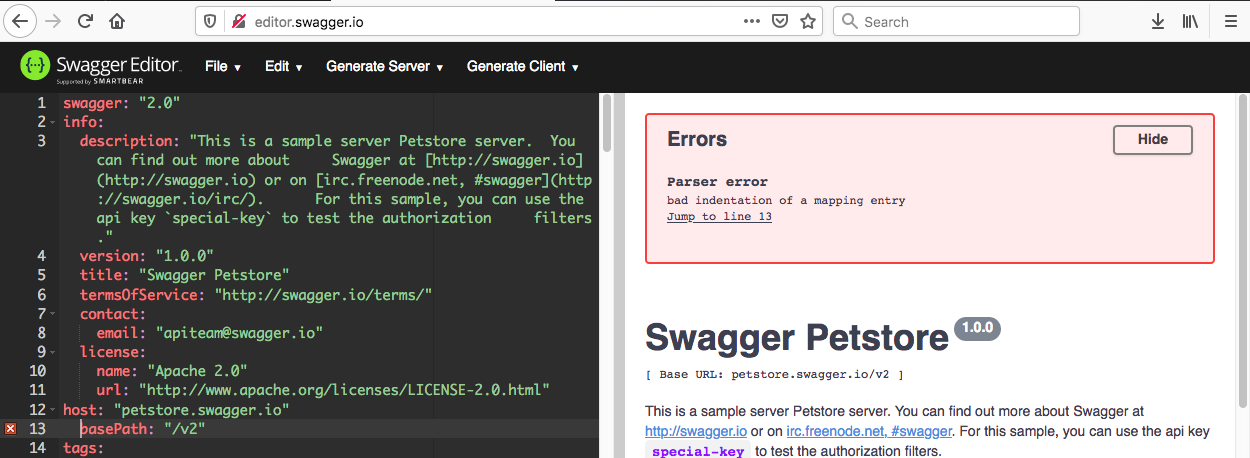 editor.swagger.io
Search
Swagger Editor
Supported by SMARTBEAR
File Edit Generate Server Generate Client
1 swagger: "2.0"
2 info:
3 description: "This is a sample server Petstore server.  You
can find out more about     Swagger at [http://swagger.io]
(http://swagger.io) or on [irc.freenode.net, #swagger](http
://swagger.io/irc/).      For this sample, you can use the
api key `special-key` to test the authorization     filters
."
4 version: "1.0.0"
5 title: "Swagger Petstore"
6 termsOfService: "http://swagger.io/terms/"
7 contact:
8 email: "apiteam@swagger.io"
9 license:
10 name: "Apache 2.0"
11 url: "http://www.apache.org/licenses/LICENSE-2.0.html"
12 host: "petstore.swagger.io"
13 basePath: "/v2"
14 tags:
Errors
Hide
Parser error
bad indentation of a mapping entry
Jump to line 13
Swagger Petstore 1.0.0
[ Base URL: petstore.swagger.io/v2 ]
This is a sample server Petstore server. You can find out more about Swagger at
http://swagger.io or on irc.freenode.net, #swagger. For this sample, you can use the api key
special-key to test the authorization filters.